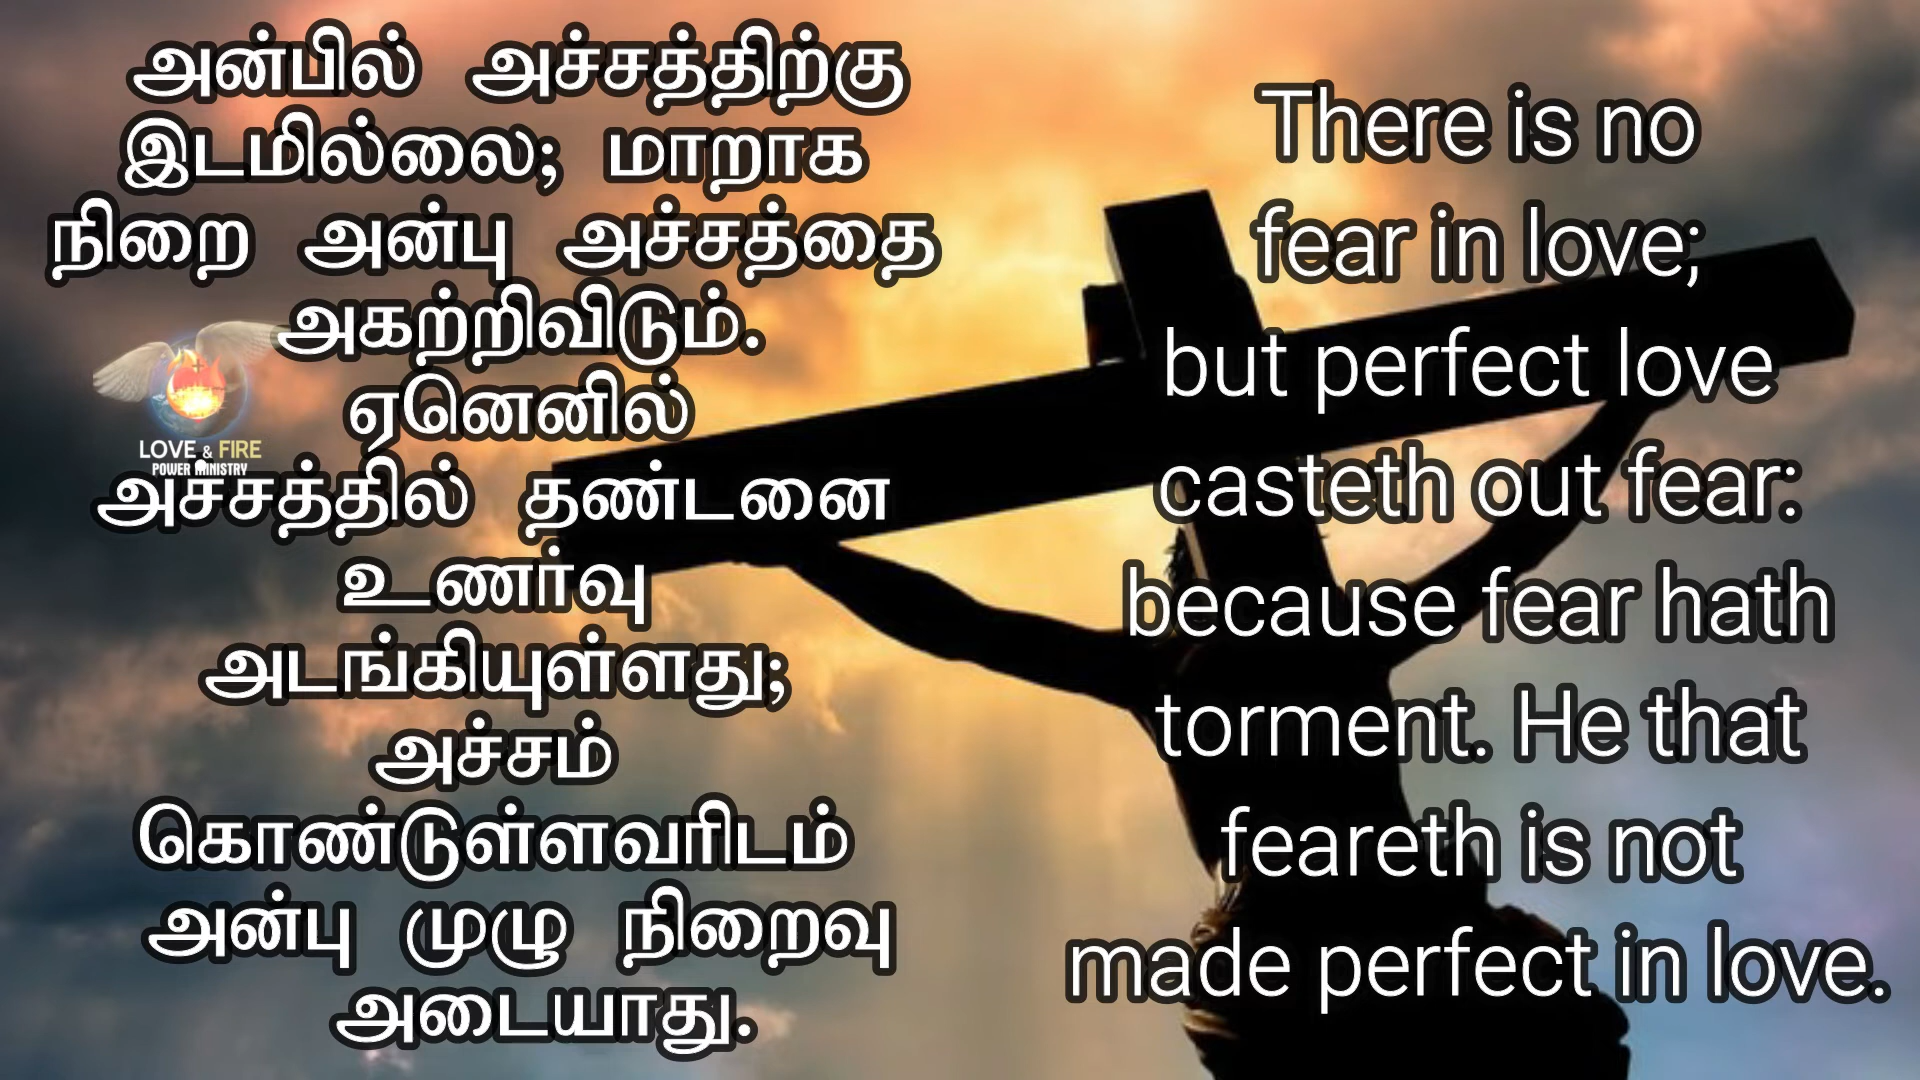 அன்பில் அச்சத்திற்கு
இடமில்லை; மாறாக
நிறை அன்பு அச்சத்தை
அகற்றிவிடும்.
ஏனெனில்
அச்சத்தில் தண்டனை
உணர்வு
அடங்கியுள்ளது;
அச்சம்
கொண்டுள்ளவரிடம்
அன்பு முழு நிறைவு
அடையாது.
LOVE & FIRE
POWER MINISTRY
There is no
fear in love;
but perfect love
casteth out fear:
because fear hath
torment. He that
feareth is not
made perfect in love.